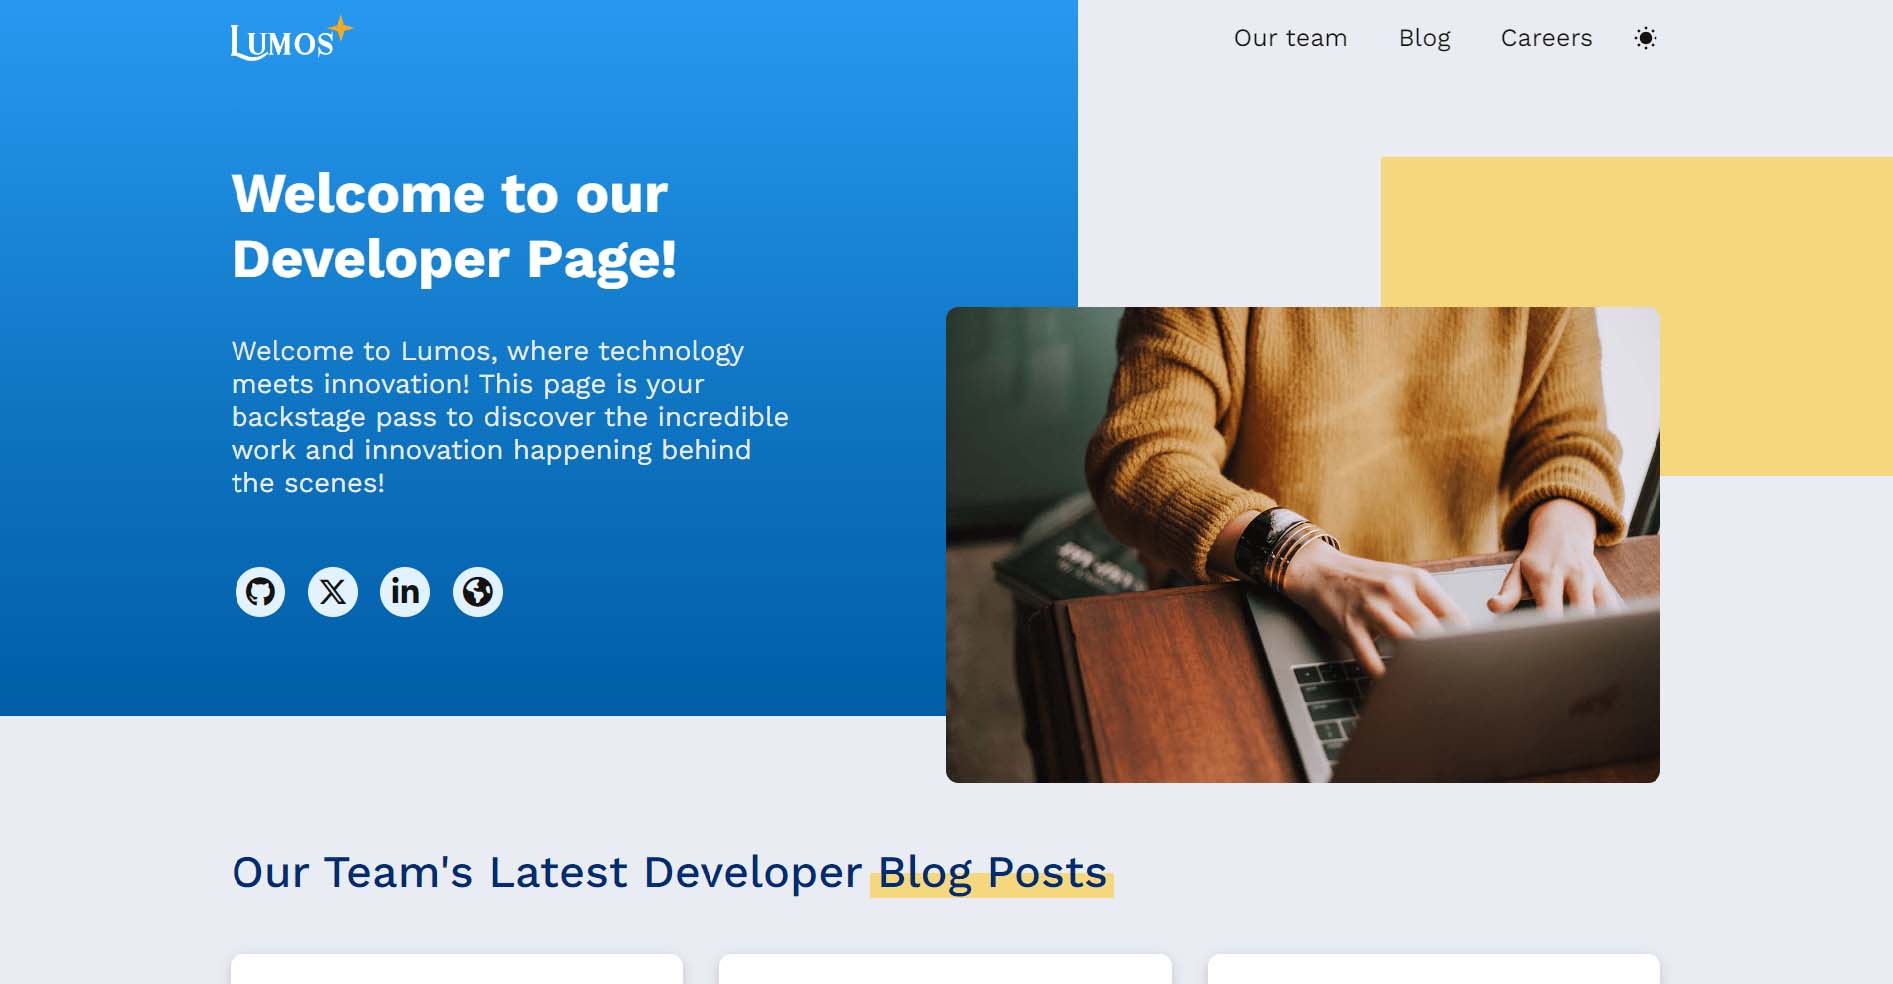 Lumos
Our team
Blog
Careers
Welcome to our
Developer Page!
Welcome to Lumos, where technology
meets innovation! This page is your
backstage pass to discover the incredible
work and innovation happening behind
the scenes!
in
Our Team's Latest Developer Blog Posts